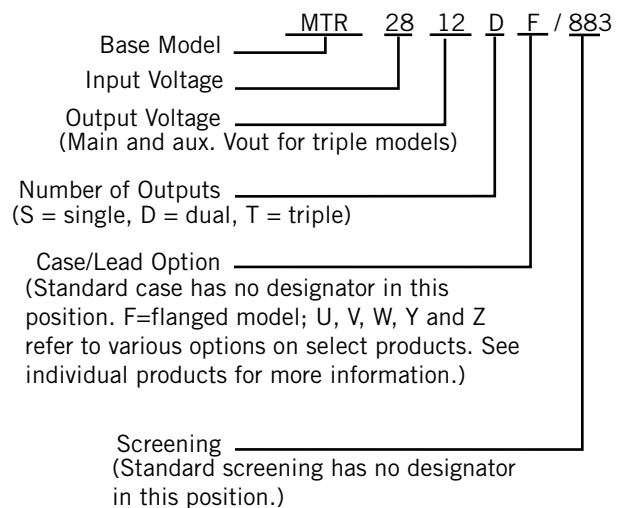 MTR 28 12 D F / 883
Base Model
Input Voltage
Output Voltage
(Main and aux. Vout for triple models)
Number of Outputs
(S = single, D = dual, T = triple)
Case/Lead Option
(Standard case has no designator in this
position. F=flanged model; U, V, W, Y and Z
refer to various options on select products. See
individual products for more information.)
Screening
(Standard screening has no designator
in this position.)